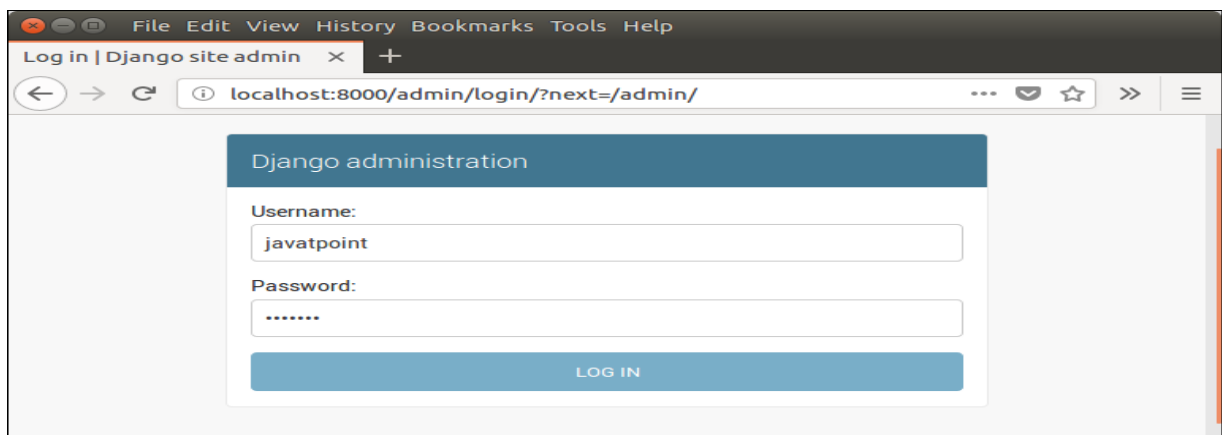 File Edit View History Bookmarks Tools Help
Log in | Django site admin
localhost:8000/admin/login/?next=/admin/
Django administration
Username:
javatpoint
Password:
•••••••
LOG IN